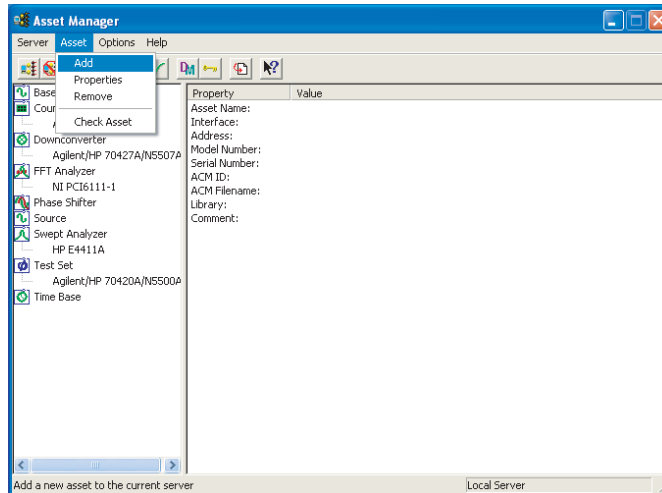 Asset Manager
Server Asset Options Help
Add
Properties
Remove
Check Asset
Base
Cour
Downconverter
Agilent/HP 70427A/N5507A
FFT Analyzer
NI PCI6111-1
Phase Shifter
Source
Swept Analyzer
HP E4411A
Test Set
Agilent/HP 70420A/N5500A
Time Base
Property Value
Asset Name:
Interface:
Address:
Model Number:
Serial Number:
ACM ID:
ACM Filename:
Library:
Comment:
Add a new asset to the current server
Local Server